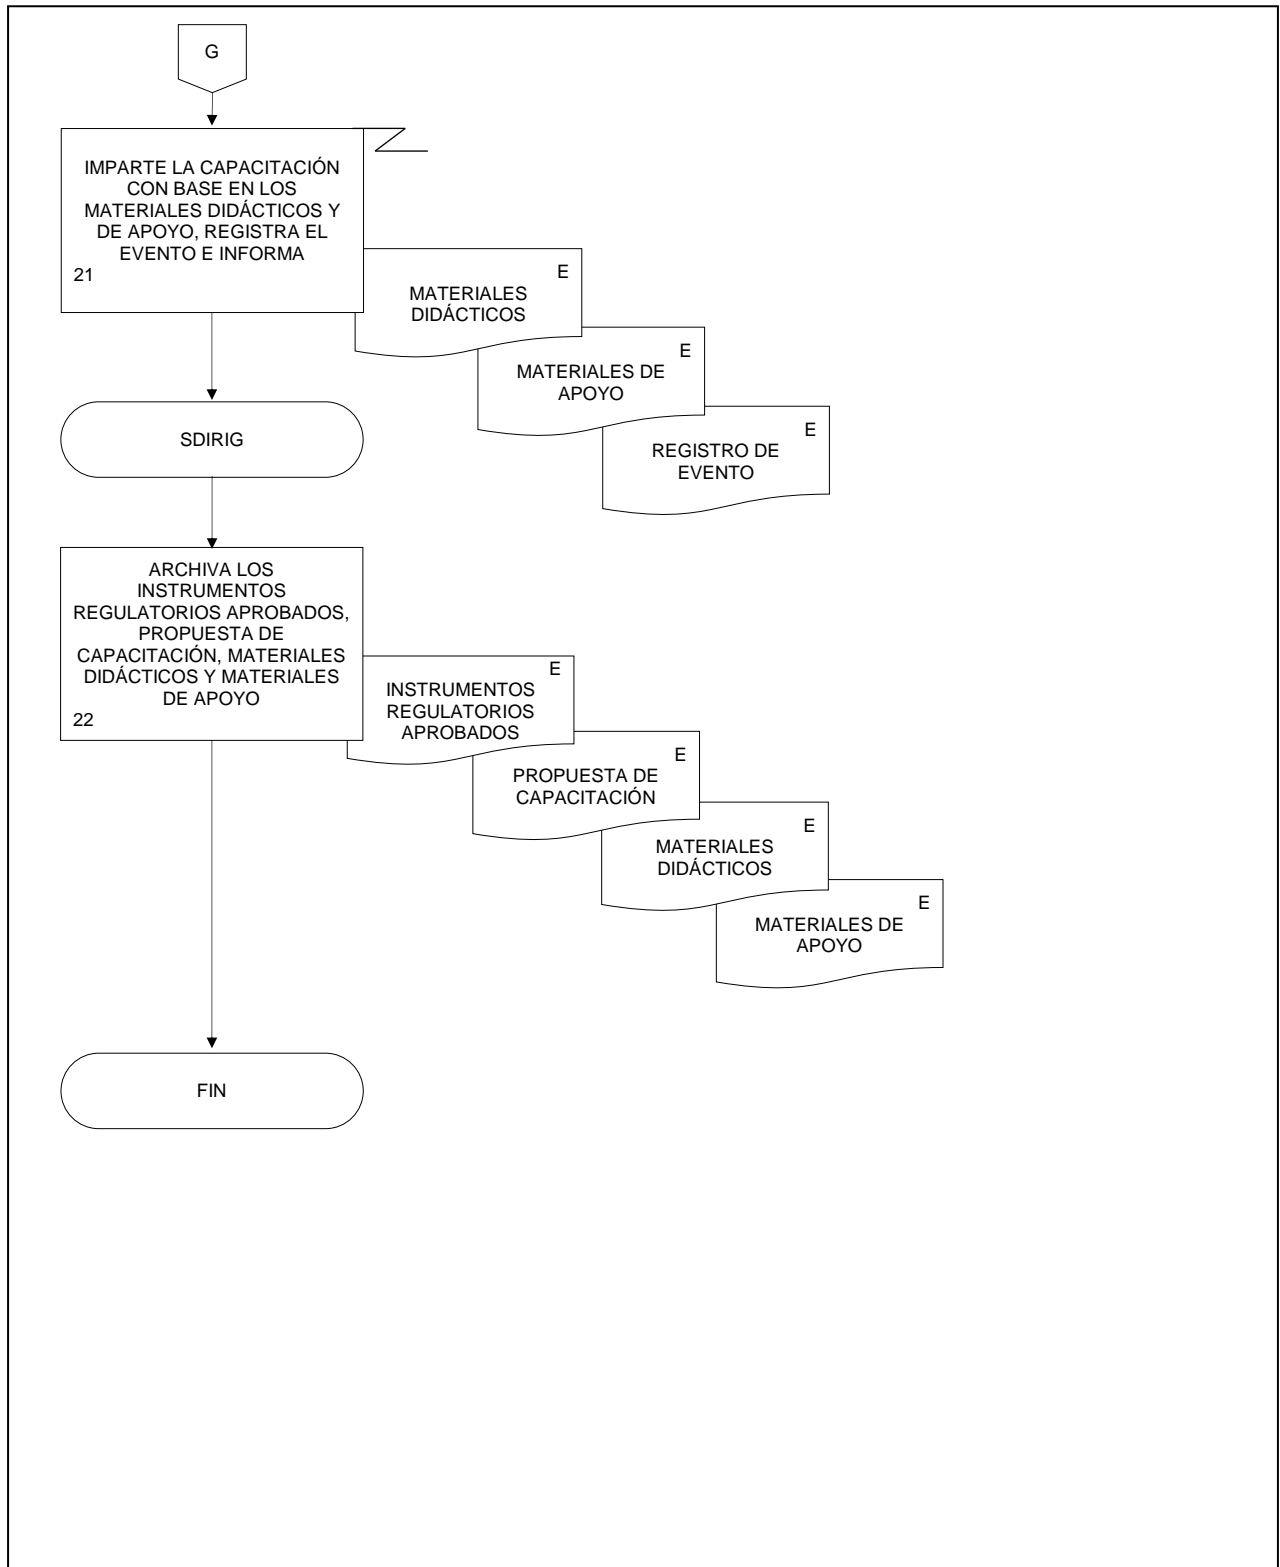 G
IMPARTE LA CAPACITACIÓN
CON BASE EN LOS
MATERIALES DIDÁCTICOS Y
DE APOYO, REGISTRA EL
EVENTO E INFORMA
21
E
MATERIALES
DIDÁCTICOS
E
MATERIALES DE
APOYO
E
REGISTRO DE
EVENTO
SDIRIG
ARCHIVA LOS
INSTRUMENTOS
REGULATORIOS APROBADOS,
PROPUESTA DE
CAPACITACIÓN, MATERIALES
DIDÁCTICOS Y MATERIALES
DE APOYO
22
E
INSTRUMENTOS
REGULATORIOS
APROBADOS
E
PROPUESTA DE
CAPACITACIÓN
E
MATERIALES
DIDÁCTICOS
E
MATERIALES DE
APOYO
FIN